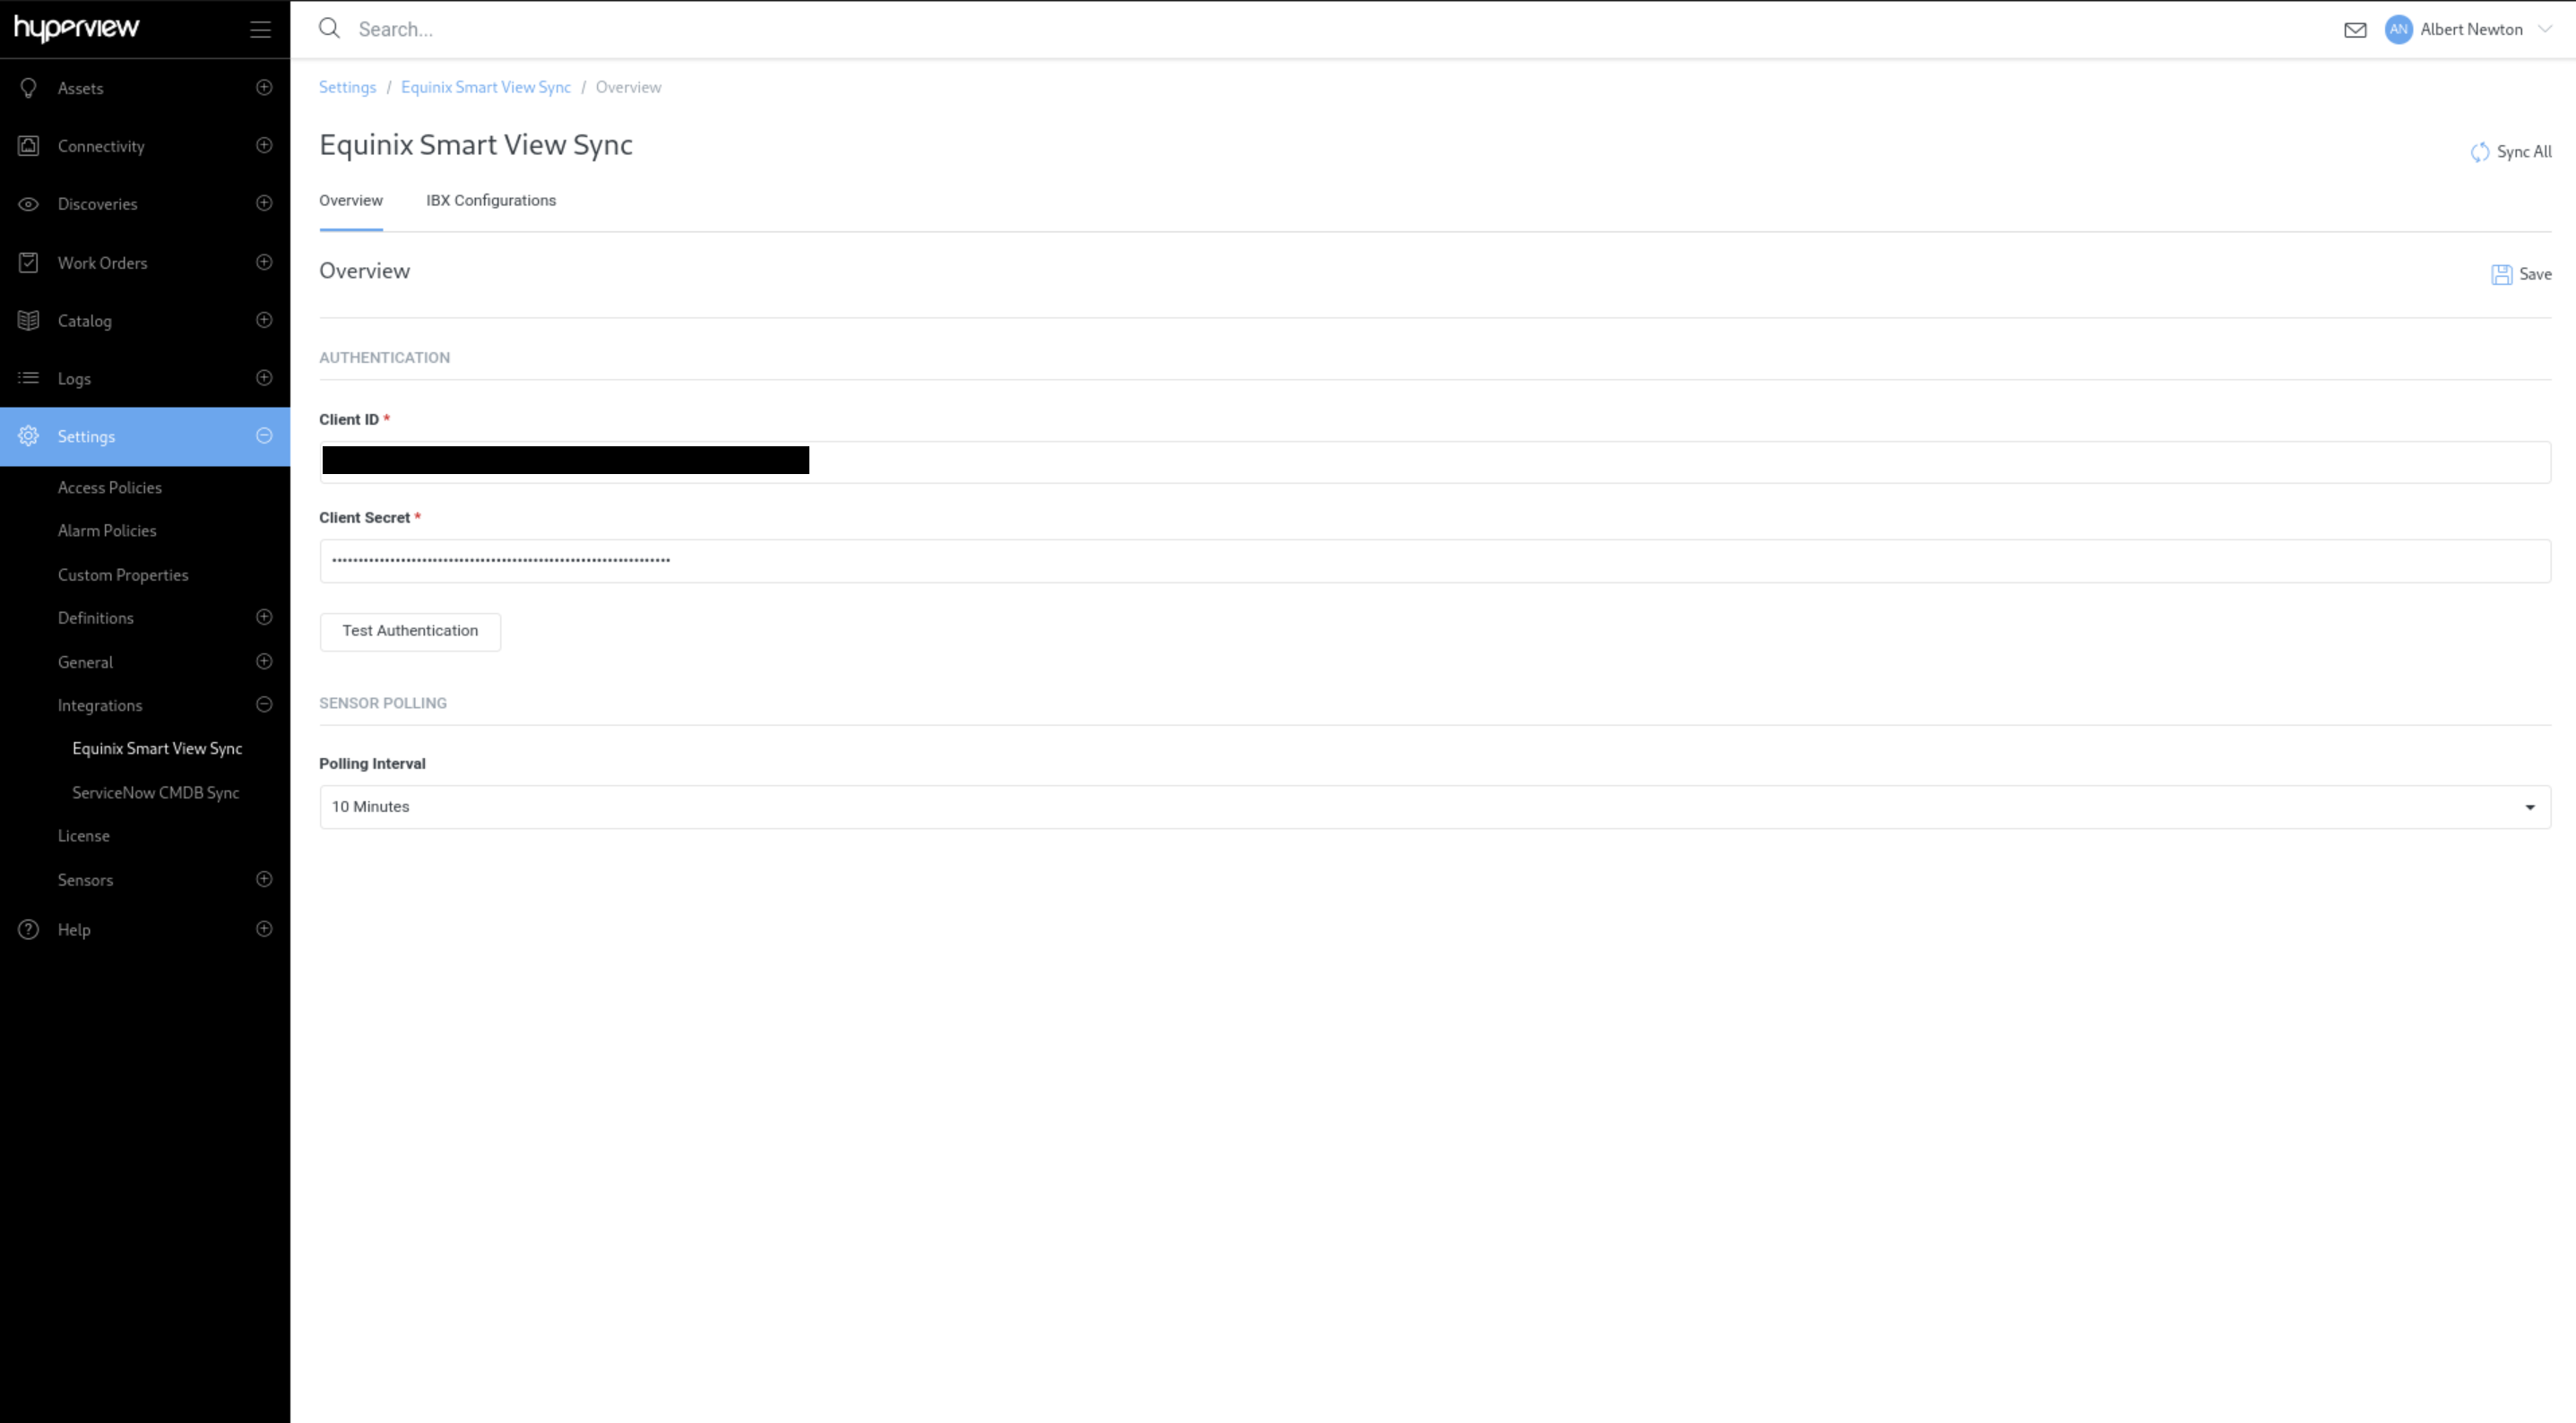 hyperview
Search...
AN Albert Newton
Assets
Connectivity
Discoveries
Work Orders
Catalog
Logs
Settings
Access Policies
Alarm Policies
Custom Properties
Definitions
General
Integrations
Equinix Smart View Sync
ServiceNow CMDB Sync
License
Sensors
Help
Settings / Equinix Smart View Sync / Overview
Equinix Smart View Sync
Sync All
Overview IBX Configurations
Overview
Save
AUTHENTICATION
Client ID *
Client Secret *
••••••••••••••••••••••••••••••••••••••••••••••••••••••••••••••••
Test Authentication
SENSOR POLLING
Polling Interval
10 Minutes